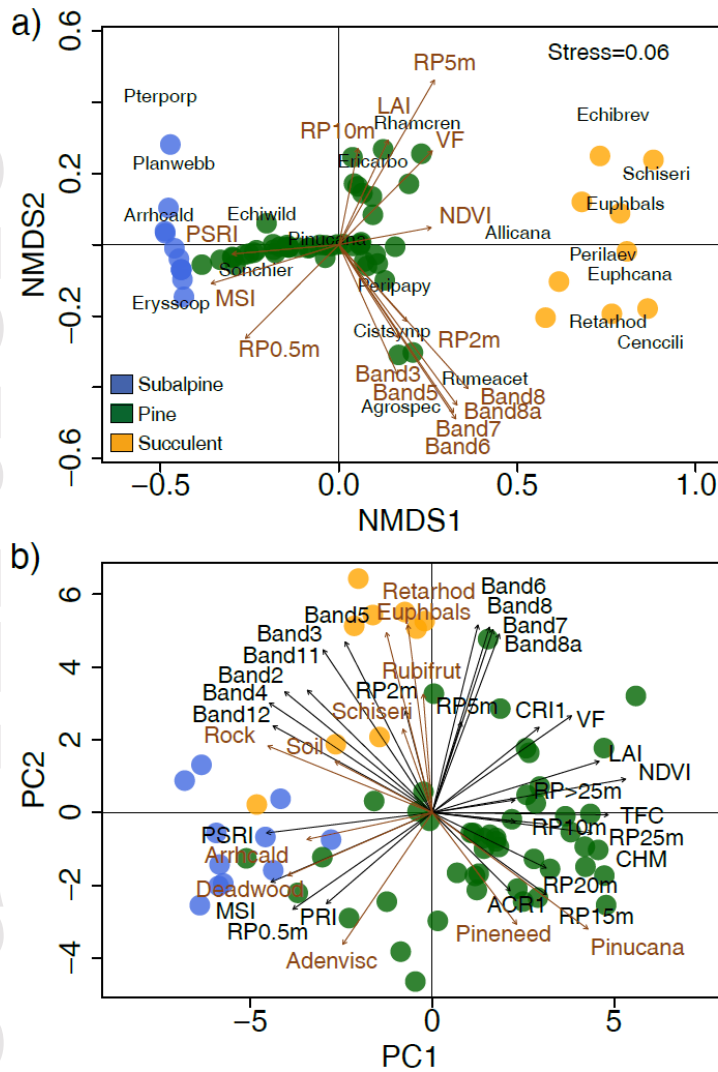 a)
0.6
Stress=0.06
RP5m
Pterporp
LAI
Echibrev
Rhamcren
RP10m
VF
Ericarbo
0.2
Planwebb
Schiseri
Euphbals
Arrhcald
NDVI
Echiwild
PSRI
Allicana
Pinucana
NMDS2
Perilaev
Sonchier
Euphcana
Peripapy
Erysscop
MSI
-0.2
Retarhod
Cistsymp
RP2m
RP0.5m
Cenccili
Band3
Rumeacet
Subalpine
Band5
Band8
Agrospec
Band8a
Pine
Band7
Succulent
Band6
-0.6
-0.5 0.0 0.5 1.0
NMDS1
b)
6
Retarhod
Band6
Euphbals
Band8
Band5
Band7
Band3
Band8a
Band11
4
Rubifrut
Band2
RP2m
Band4
RP5m
CRI1
Schiseri
VF
Band12
2
Rock
Soil
LAI
NDVI
PC2
RP>25m
0
TFC
RP10m
PSRI
RP25m
Arrhcald
CHM
-2
Deadwood
RP20m
ACR1
MSI
PRI
RP15m
RP0.5m
Pineneed
Pinucana
-4
Adenvisc
-5 0 5
PC1